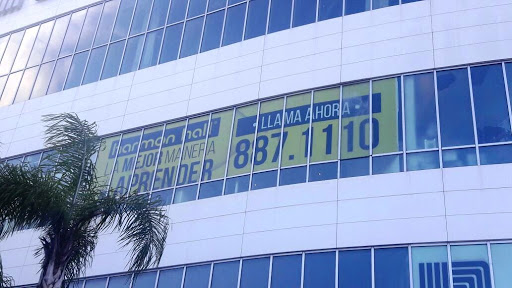 harmon hall
LA MEJOR MANERA
APRENDER
LLAMA AHORA
887.1110